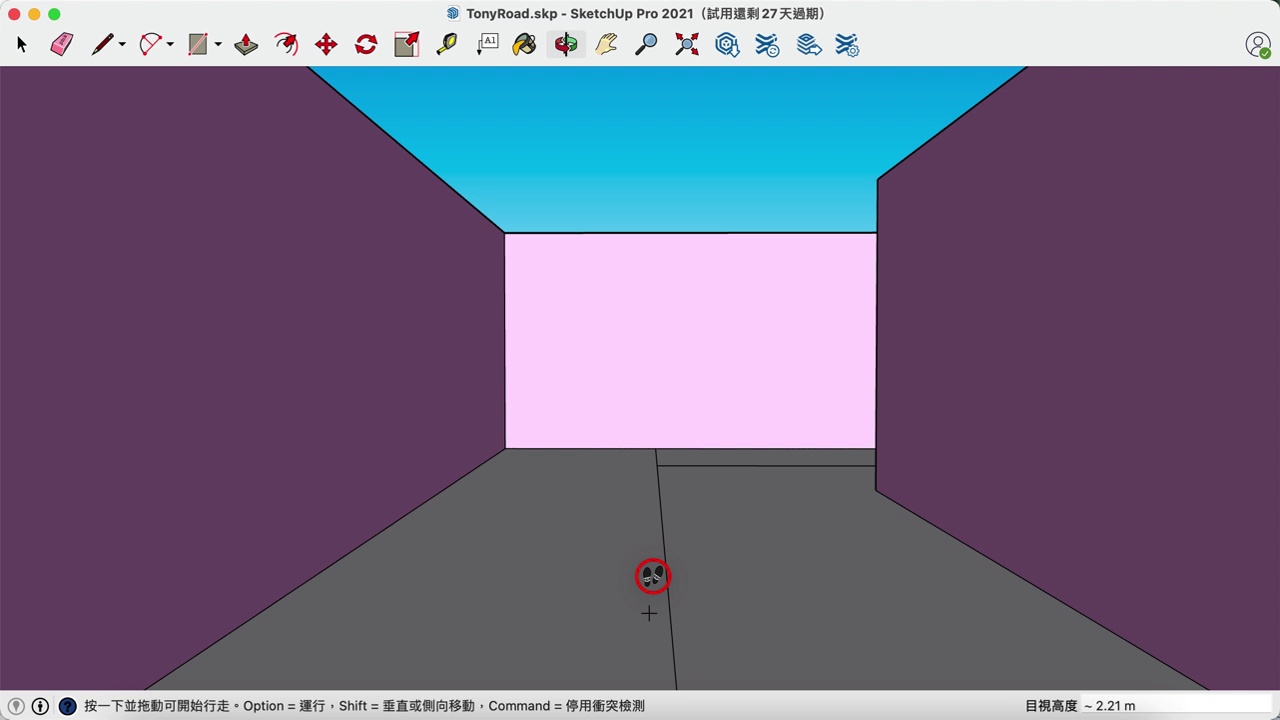 TonyRoad.skp - SketchUp Pro 2021（試用還剩 27 天過期）
A1
按一下並拖動可開始行走。Option = 運行，Shift = 垂直或側向移動，Command = 停用衝突檢測
目視高度 ~ 2.21 m